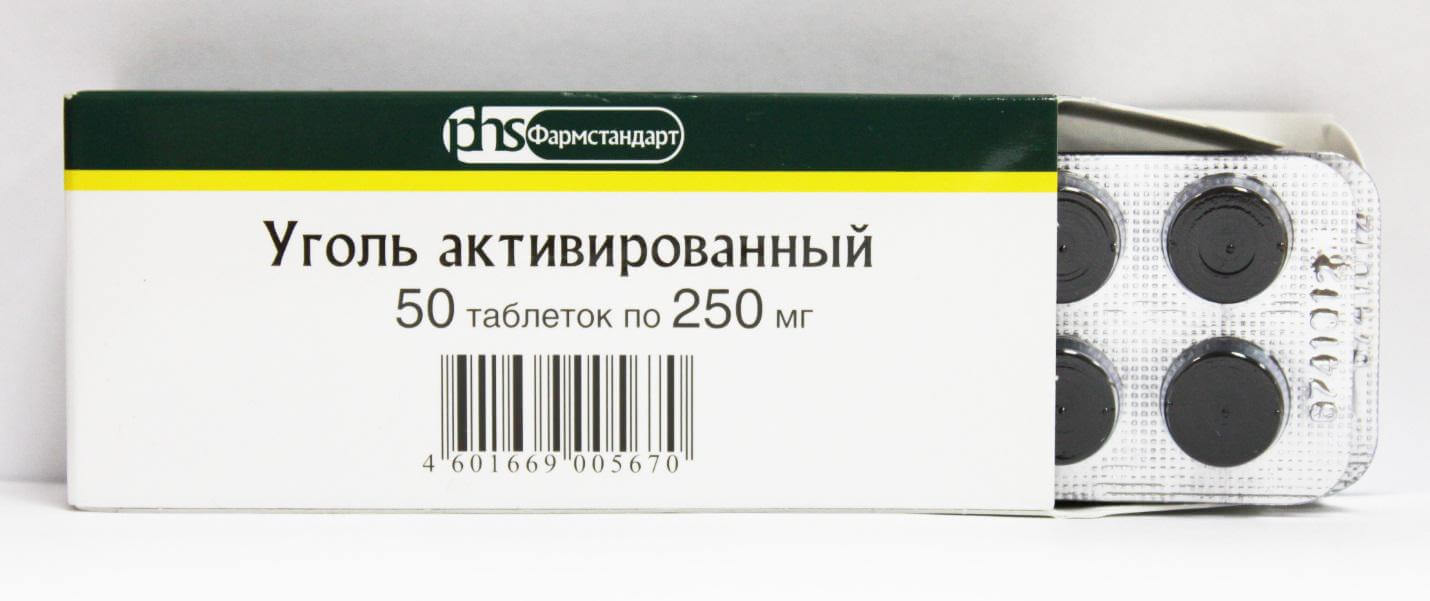 phs Фармстандарт
Уголь активированный
50 таблеток по 250 мг
4 601669 005670